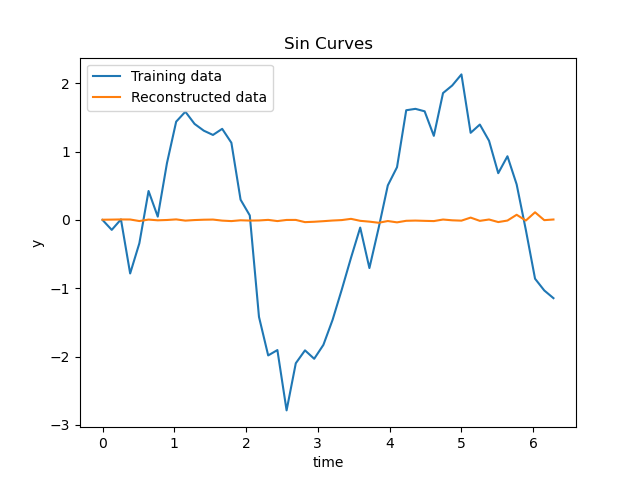 Sin Curves
Training data
Reconstructed data
2
1
0
−1
−2
−3
y
0 1 2 3 4 5 6
time